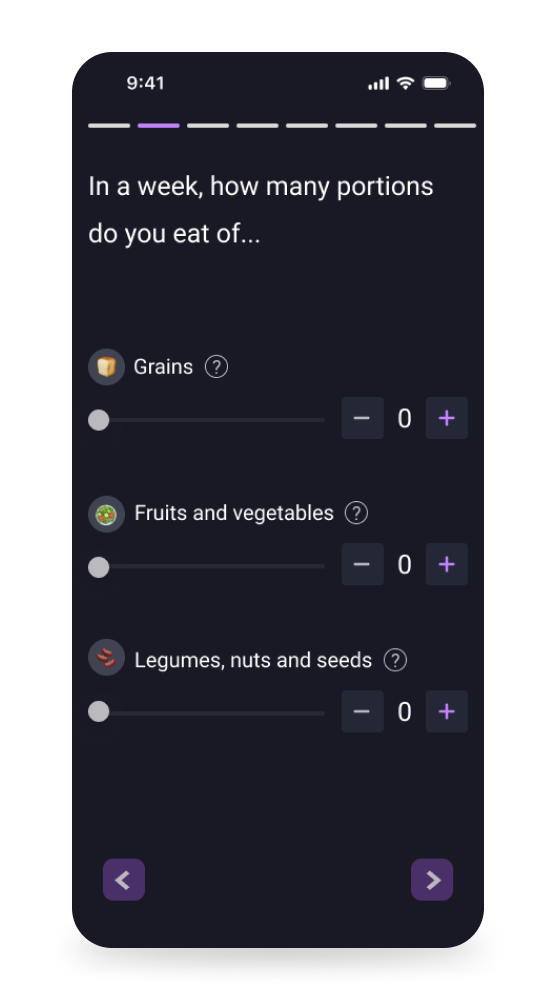 9:41
In a week, how many portions
do you eat of...
Grains ?
− 0 +
Fruits and vegetables ?
− 0 +
Legumes, nuts and seeds ?
− 0 +